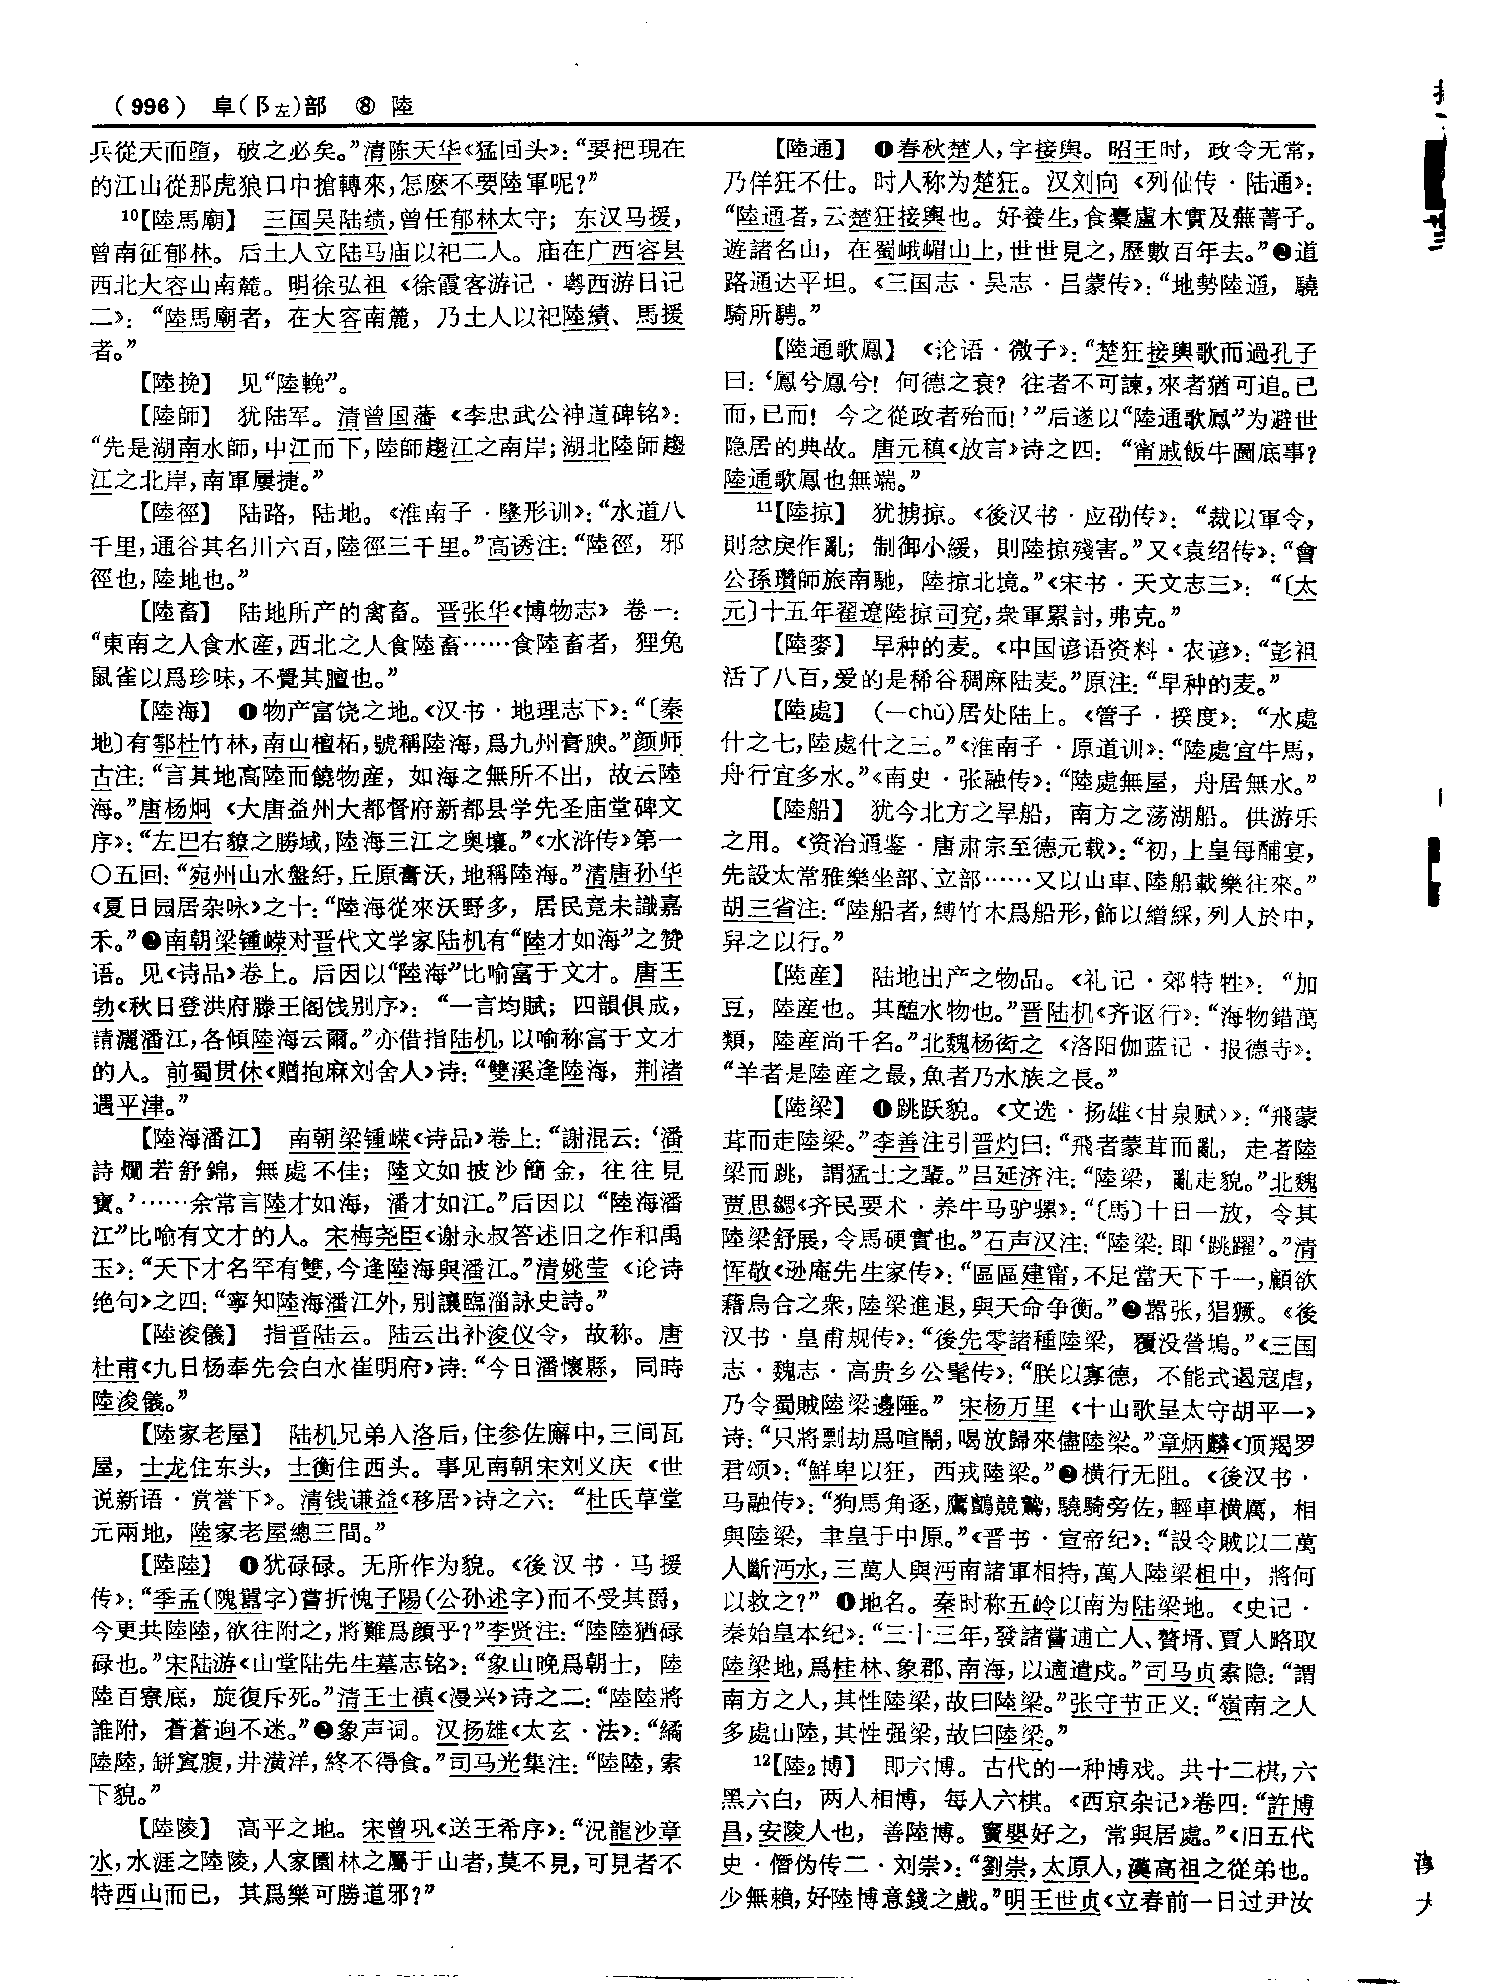 （996） 阜（阝左）部 ⑧ 陸
兵從天而墮，破之必矣。”清陈天华《猛回头》：“要把現在
的江山從那虎狼口中搶轉來，怎麽不要陸軍呢？”
10【陸馬廟】 三国吴陆绩，曾任郁林太守；东汉马援，
曾南征郁林。后土人立陆马庙以祀二人。庙在广西容县
西北大容山南麓。明徐弘祖《徐霞客游记·粤西游日记
二》：“陸馬廟者，在大容南麓，乃土人以祀陸績、馬援
者。”
【陸挽】 见“陸輓”。
【陸師】 犹陆军。清曾国藩《李忠武公神道碑铭》：
“先是湖南水師，中江而下，陸師趨江之南岸；湖北陸師趨
江之北岸，南軍屢捷。”
【陸徑】 陆路，陆地。《淮南子·墬形训》：“水道八
千里，通谷其名川六百，陸徑三千里。”高诱注：“陸徑，邪
徑也，陸地也。”
【陸畜】 陆地所产的禽畜。晋张华《博物志》卷一：
“東南之人食水産，西北之人食陸畜……食陸畜者，狸兔
鼠雀以爲珍味，不覺其膻也。”
【陸海】 ❶物产富饶之地。《汉书·地理志下》：“〔秦
地〕有鄠杜竹林，南山檀柘，號稱陸海，爲九州膏腴。”颜师
古注：“言其地高陸而饒物産，如海之無所不出，故云陸
海。”唐杨炯《大唐益州大都督府新都县学先圣庙堂碑文
序》：“左巴右獠之勝域，陸海三江之奥壤。”《水浒传》第一
〇五回：“宛州山水盤紆，丘原膏沃，地稱陸海。”清唐孙华
《夏日园居杂咏》之十：“陸海從來沃野多，居民竟未識嘉
禾。”❷南朝梁锺嵘对晋代文学家陆机有“陸才如海”之赞
语。见《诗品》卷上。后因以“陸海”比喻富于文才。唐王
勃《秋日登洪府滕王阁饯别序》：“一言均賦；四韻俱成，
請灑潘江，各傾陸海云爾。”亦借指陆机，以喻称富于文才
的人。前蜀贯休《赠抱麻刘舍人》诗：“雙溪逢陸海，荆渚
遇平津。”
【陸海潘江】 南朝梁锺嵘《诗品》卷上：“謝混云：‘潘
詩爛若舒錦，無處不佳；陸文如披沙簡金，往往見
寶。’……余常言陸才如海，潘才如江。”后因以“陸海潘
江”比喻有文才的人。宋梅尧臣《谢永叔答述旧之作和禹
玉》：“天下才名罕有雙，今逢陸海與潘江。”清姚莹《论诗
绝句》之四：“寧知陸海潘江外，别讓臨淄詠史詩。”
【陸浚儀】 指晋陆云。陆云出补浚仪令，故称。唐
杜甫《九日杨奉先会白水崔明府》诗：“今日潘懷縣，同時
陸浚儀。”
【陸家老屋】 陆机兄弟入洛后，住参佐廨中，三间瓦
屋，士龙住东头，士衡住西头。事见南朝宋刘义庆《世
说新语·赏誉下》。清钱谦益《移居》诗之六：“杜氏草堂
元兩地，陸家老屋總三間。”
【陸陸】 ❶犹碌碌。无所作为貌。《後汉书·马援
传》：“季孟（隗囂字）嘗折愧子陽（公孙述字）而不受其爵，
今更共陸陸，欲往附之，將難爲顔乎？”李贤注：“陸陸猶碌
碌也。”宋陆游《山堂陆先生墓志铭》：“象山晚爲朝士，陸
陸百寮底，旋復斥死。”清王士禛《漫兴》诗之二：“陸陸將
誰附，蒼蒼迥不迷。”❷象声词。汉扬雄《太玄·法》：“繘
陸陸，缾窴腹，井潢洋，終不得食。”司马光集注：“陸陸，索
下貌。”
【陸陵】 高平之地。宋曾巩《送王希序》：“況龍沙章
水，水涯之陸陵，人家園林之屬于山者，莫不見，可見者不
特西山而已，其爲樂可勝道邪？”
【陸通】 ❶春秋楚人，字接舆。昭王时，政令无常，
乃佯狂不仕。时人称为楚狂。汉刘向《列仙传·陆通》：
“陸通者，云楚狂接輿也。好養生，食橐盧木實及蕪菁子。
遊諸名山，在蜀峨嵋山上，世世見之，歷數百年去。”❷道
路通达平坦。《三国志·吴志·吕蒙传》：“地勢陸通，驍
騎所騁。”
【陸通歌鳳】 《论语·微子》：“楚狂接輿歌而過孔子
曰：‘鳳兮鳳兮！何德之衰？往者不可諫，來者猶可追。已
而，已而！今之從政者殆而！’”后遂以“陸通歌鳳”为避世
隐居的典故。唐元稹《放言》诗之四：“甯戚飯牛圖底事？
陸通歌鳳也無端。”
11【陸掠】 犹掳掠。《後汉书·应劭传》：“裁以軍令，
則忿戾作亂；制御小緩，則陸掠殘害。”又《袁绍传》：“會
公孫瓚師旅南馳，陸掠北境。”《宋书·天文志三》：“〔太
元〕十五年翟遼陸掠司兖，衆軍累討，弗克。”
【陸麥】 早种的麦。《中国谚语资料·农谚》：“彭祖
活了八百，爱的是稀谷稠麻陆麦。”原注：“早种的麦。”
【陸處】 （—chǔ）居处陆上。《管子·揆度》：“水處
什之七，陸處什之三。”《淮南子·原道训》：“陸處宜牛馬，
舟行宜多水。”《南史·张融传》：“陸處無屋，舟居無水。”
【陸船】 犹今北方之旱船，南方之荡湖船。供游乐
之用。《资治通鉴·唐肃宗至德元载》：“初，上皇每酺宴，
先設太常雅樂坐部、立部……又以山車、陸船載樂往來。”
胡三省注：“陸船者，縛竹木爲船形，飾以繒綵，列人於中，
舁之以行。”
【陸産】 陆地出产之物品。《礼记·郊特牲》：“加
豆，陸産也。其醢水物也。”晋陆机《齐讴行》：“海物錯萬
類，陸産尚千名。”北魏杨衒之《洛阳伽蓝记·报德寺》：
“羊者是陸産之最，魚者乃水族之長。”
【陸梁】 ❶跳跃貌。《文选·扬雄〈甘泉赋〉》：“飛蒙
茸而走陸梁。”李善注引晋灼曰：“飛者蒙茸而亂，走者陸
梁而跳，謂猛士之輩。”吕延济注：“陸梁，亂走貌。”北魏
贾思勰《齐民要术·养牛马驴骡》：“〔馬〕十日一放，令其
陸梁舒展，令馬硬實也。”石声汉注：“陸梁：即‘跳躍’。”清
恽敬《逊庵先生家传》：“區區建甯，不足當天下千一，顧欲
藉烏合之衆，陸梁進退，與天命争衡。”❷嚣张，猖獗。《後
汉书·皇甫规传》：“後先零諸種陸梁，覆没營塢。”《三国
志·魏志·高贵乡公髦传》：“朕以寡德，不能式遏寇虐，
乃令蜀賊陸梁邊陲。”宋杨万里《十山歌呈太守胡平一》
诗：“只將剽劫爲喧鬧，喝放歸來儘陸梁。”章炳麟《顶羯罗
君颂》：“鮮卑以狂，西戎陸梁。”❸横行无阻。《後汉书·
马融传》：“狗馬角逐，鷹鸇競鷙，驍騎旁佐，輕車横厲，相
與陸梁，聿皇于中原。”《晋书·宣帝纪》：“設令賊以二萬
人斷沔水，三萬人與沔南諸軍相持，萬人陸梁柤中，將何
以救之？”❹地名。秦时称五岭以南为陆梁地。《史记·
秦始皇本纪》：“三十三年，發諸嘗逋亡人、贅壻、賈人略取
陸梁地，爲桂林、象郡、南海，以適遣戍。”司马贞索隐：“謂
南方之人，其性陸梁，故曰陸梁。”张守节正义：“嶺南之人
多處山陸，其性强梁，故曰陸梁。”
12【陸2博】 即六博。古代的一种博戏。共十二棋，六
黑六白，两人相博，每人六棋。《西京杂记》卷四：“許博
昌，安陵人也，善陸博。竇嬰好之，常與居處。”《旧五代
史·僭伪传二·刘崇》：“劉崇，太原人，漢高祖之從弟也。
少無賴，好陸博意錢之戲。”明王世贞《立春前一日过尹汝